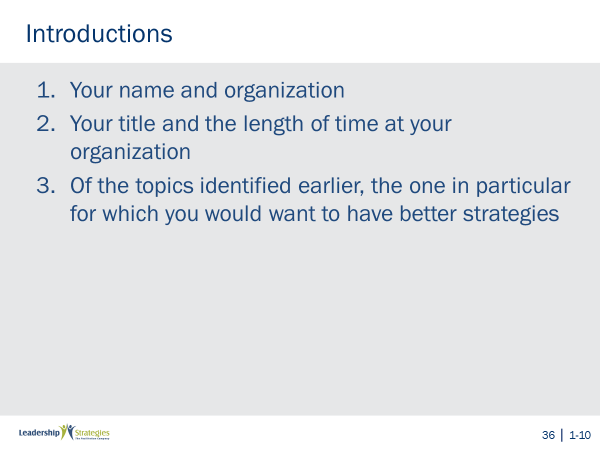 Introductions
1. Your name and organization
2. Your title and the length of time at your
organization
3. Of the topics identified earlier, the one in particular
for which you would want to have better strategies
Leadership Strategies
The Facilitation Company
36 | 1-10